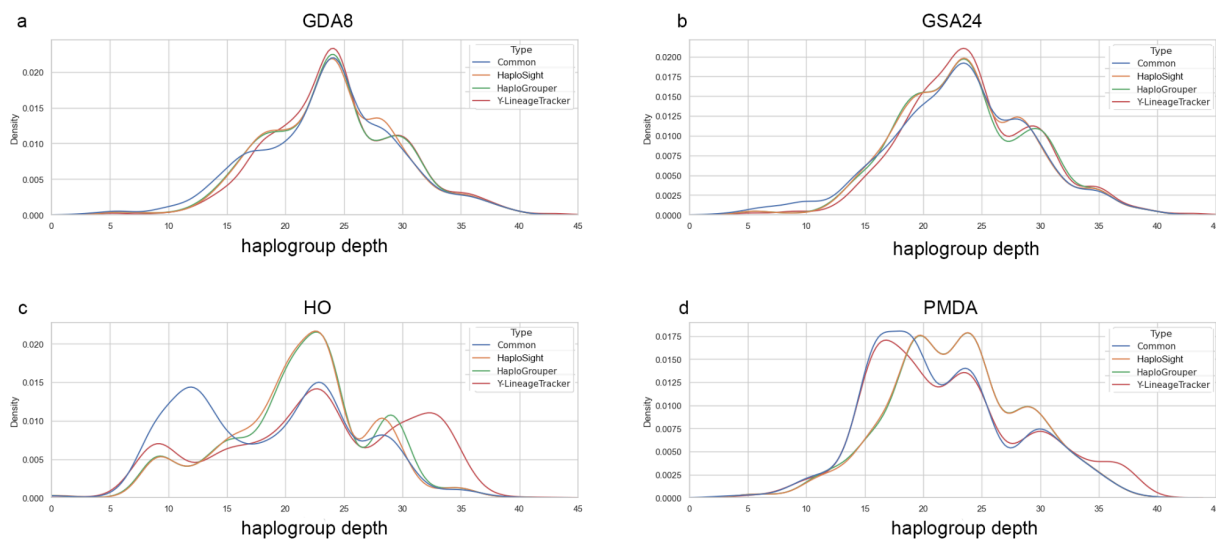 a
GDA8
Density
0.020
0.015
0.010
0.005
0.000
0 5 10 15 20 25 30 35 40 45
haplogroup depth
Type
Common
HaploSight
HaploGrouper
Y-LineageTracker
b
GSA24
Density
0.0200
0.0175
0.0150
0.0125
0.0100
0.0075
0.0050
0.0025
0.0000
0 5 10 15 20 25 30 35 40 45
haplogroup depth
Type
Common
HaploSight
HaploGrouper
Y-LineageTracker
c
HO
Density
0.020
0.015
0.010
0.005
0.000
0 5 10 15 20 25 30 35 40 45
haplogroup depth
Type
Common
HaploSight
HaploGrouper
Y-LineageTracker
d
PMDA
Density
0.0175
0.0150
0.0125
0.0100
0.0075
0.0050
0.0025
0.0000
0 5 10 15 20 25 30 35 40 45
haplogroup depth
Type
Common
HaploSight
HaploGrouper
Y-LineageTracker